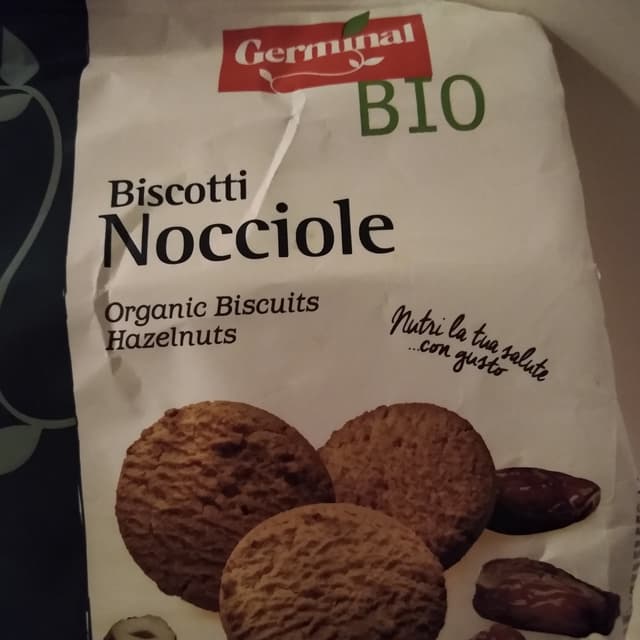 Germinal
BIO
Biscotti
Nocciole
Organic Biscuits
Hazelnuts
Nutri la tua salute
...con gusto